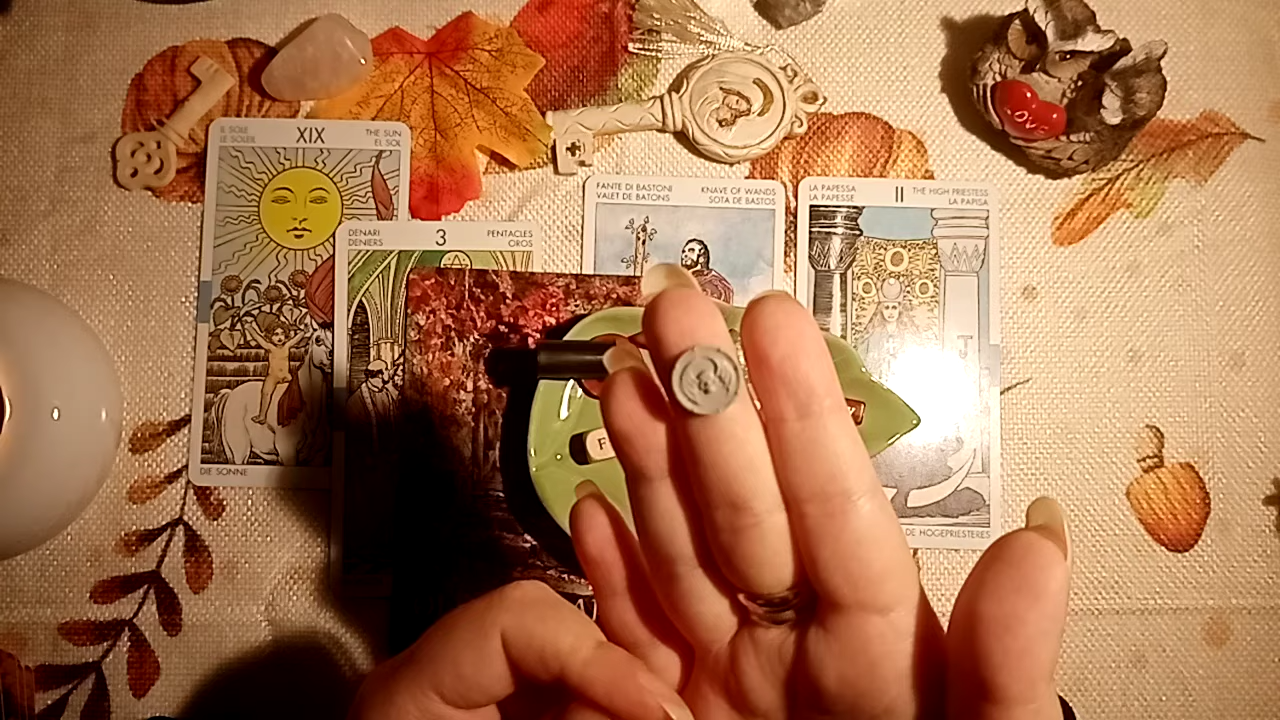 IL SOLE
LE SOLEIL
XIX
THE SUN
EL SOL
DIE SONNE
DENARI
DENIERS
3
PENTACLES
OROS
FANTE DI BASTONI
VALET DE BATONS
KNAVE OF WANDS
SOTA DE BASTOS
LA PAPESSA
LA PAPESSE
II
THE HIGH PRIESTESS
LA PAPISA
DE HOGEPRIESTERES
LOVE
F